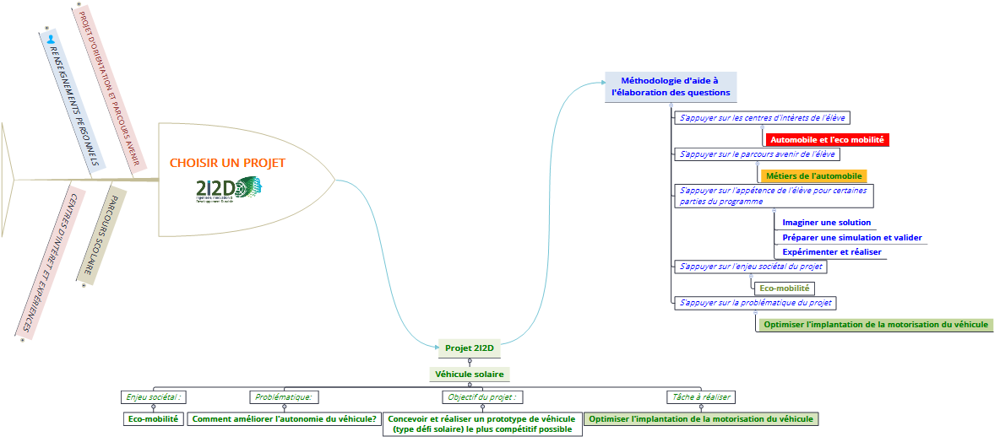 PROJET D'ORIENTATION ET PARCOURS AVENIR
RENSEIGNEMENTS PERSONNELS
CHOISIR UN PROJET
2I2D
Ingénierie, Innovation &
Développement Durable
CENTRES D'INTÉRET ET EXPÉRIENCES
PARCOURS SCOLAIRE
Méthodologie d'aide à
l'élaboration des questions
S'appuyer sur les centres d'intérets de l'élève
Automobile et l'eco mobilité
S'appuyer sur le parcours avenir de l'élève
Métiers de l'automobile
S'appuyer sur l'appétence de l'élève pour certaines
parties du programme
Imaginer une solution
Préparer une simulation et valider
Expérimenter et réaliser
S'appuyer sur l'enjeu sociétal du projet
Eco-mobilité
S'appuyer sur la problématique du projet
Optimiser l'implantation de la motorisation du véhicule
Projet 2I2D
Véhicule solaire
Enjeu sociétal :
Eco-mobilité
Problématique:
Comment améliorer l'autonomie du véhicule?
Objectif du projet :
Concevoir et réaliser un prototype de véhicule
(type défi solaire) le plus compétitif possible
Tâche à réaliser
Optimiser l'implantation de la motorisation du véhicule